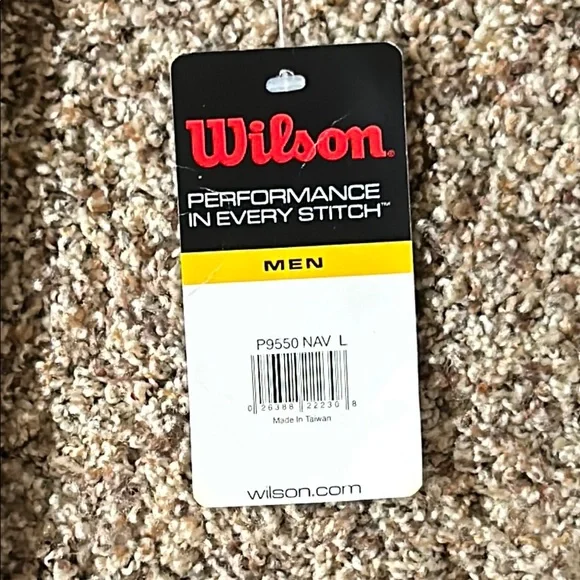 Wilson®
PERFORMANCE
IN EVERY STITCH™
MEN
P9550 NAV L
0 26388 22230 8
Made In Taiwan
wilson.com